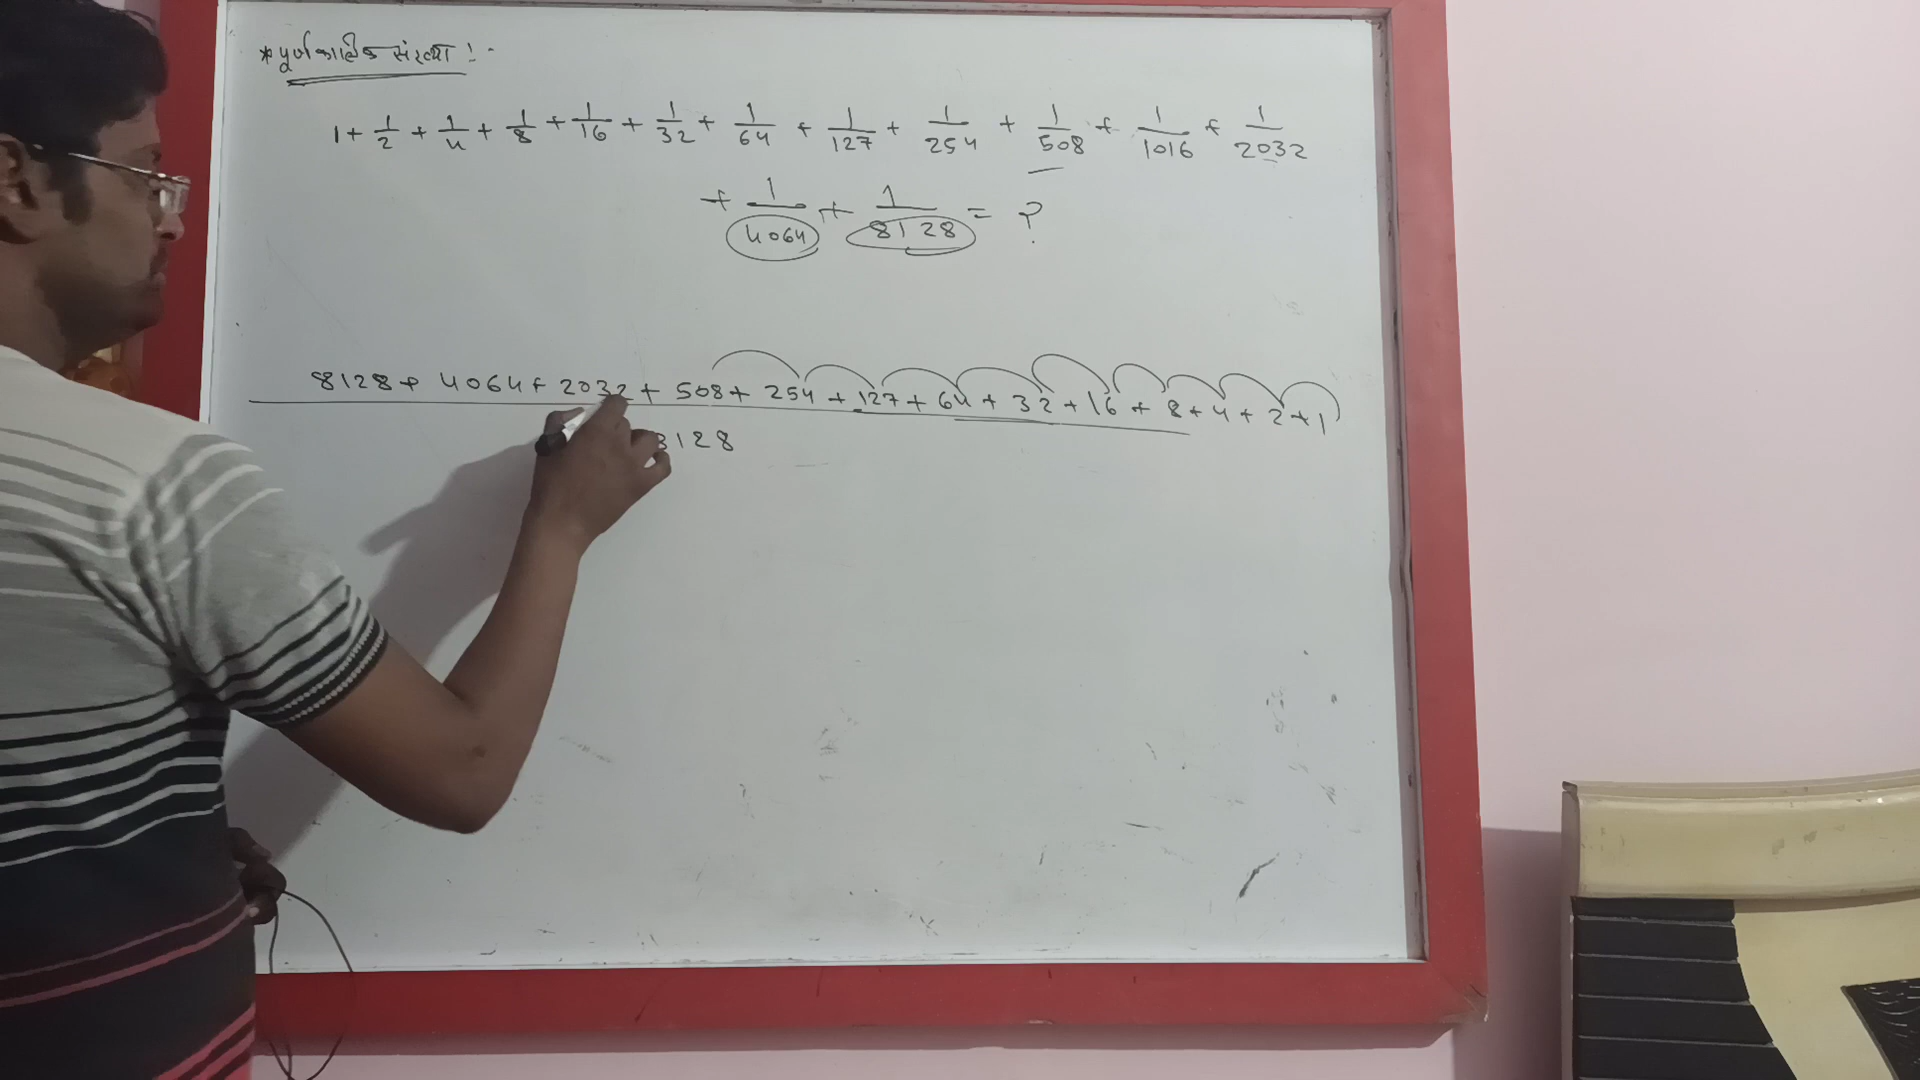 * पूर्णकालिक संख्या :-
1 + 1/2 + 1/4 + 1/8 + 1/16 + 1/32 + 1/64 + 1/127 + 1/254 + 1/508 + 1/1016 + 1/2032
+ 1/4064 + 1/8128 = ?
8128 + 4064 + 2032 + 508 + 254 + 127 + 64 + 32 + 16 + 8 + 4 + 2 + 1
8128